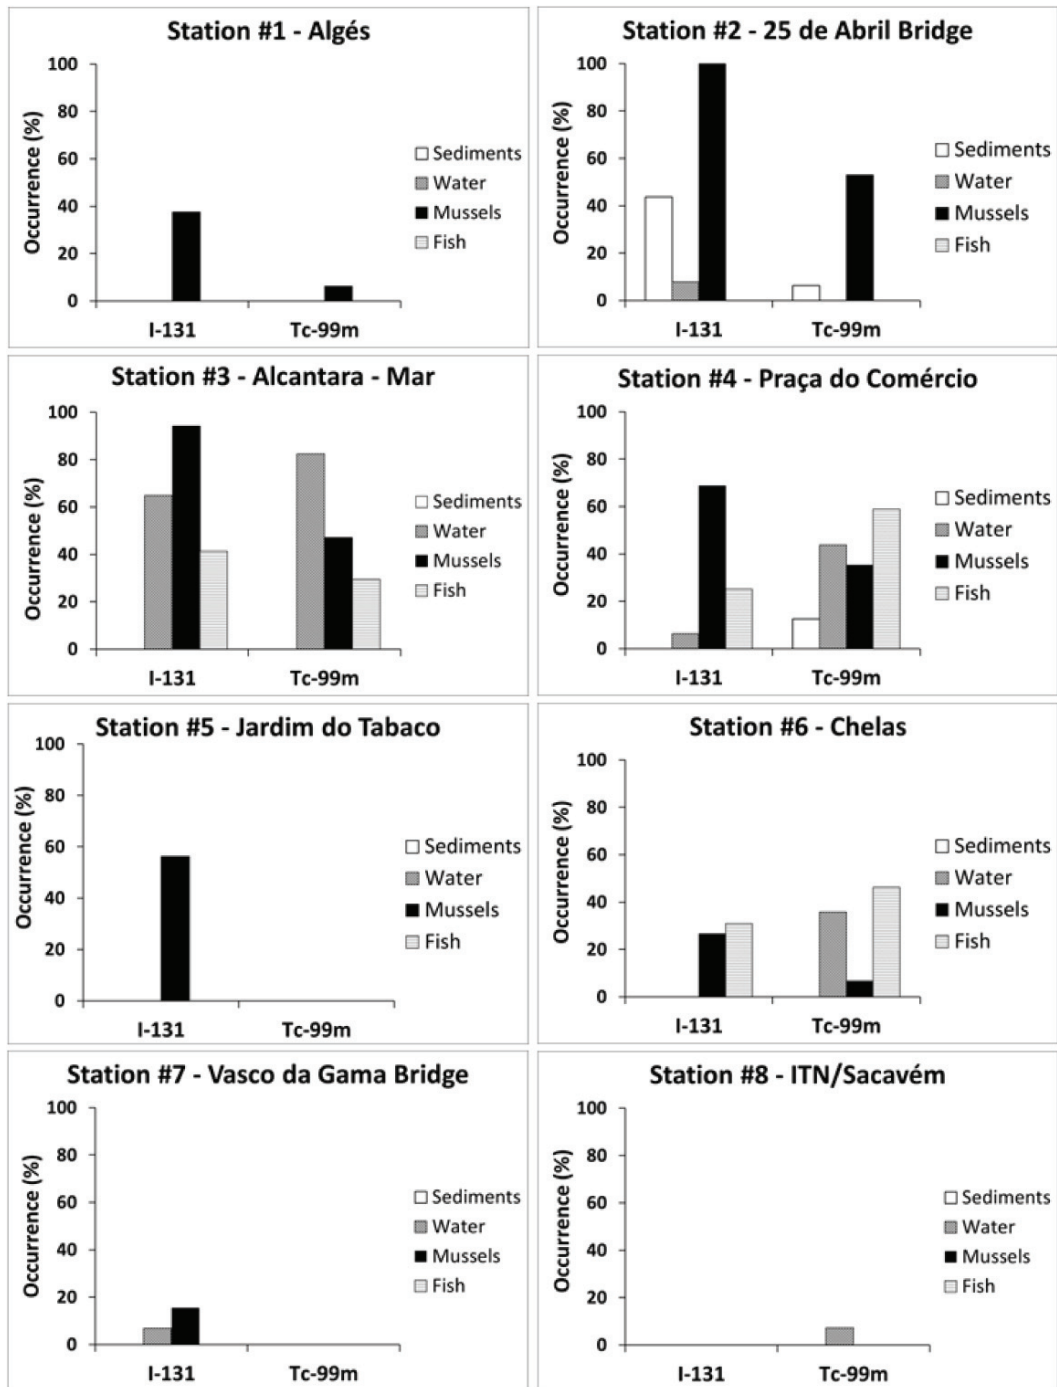 Station #1 - Algés
Occurrence (%)
100
80
60
40
20
0
I-131
Tc-99m
Sediments
Water
Mussels
Fish
Station #2 - 25 de Abril Bridge
Occurrence (%)
100
80
60
40
20
0
I-131
Tc-99m
Sediments
Water
Mussels
Fish
Station #3 - Alcantara - Mar
Occurrence (%)
100
80
60
40
20
0
I-131
Tc-99m
Sediments
Water
Mussels
Fish
Station #4 - Praça do Comércio
Occurrence (%)
100
80
60
40
20
0
I-131
Tc-99m
Sediments
Water
Mussels
Fish
Station #5 - Jardim do Tabaco
Occurrence (%)
100
80
60
40
20
0
I-131
Tc-99m
Sediments
Water
Mussels
Fish
Station #6 - Chelas
Occurrence (%)
100
80
60
40
20
0
I-131
Tc-99m
Sediments
Water
Mussels
Fish
Station #7 - Vasco da Gama Bridge
Occurrence (%)
100
80
60
40
20
0
I-131
Tc-99m
Sediments
Water
Mussels
Fish
Station #8 - ITN/Sacavém
Occurrence (%)
100
80
60
40
20
0
I-131
Tc-99m
Sediments
Water
Mussels
Fish